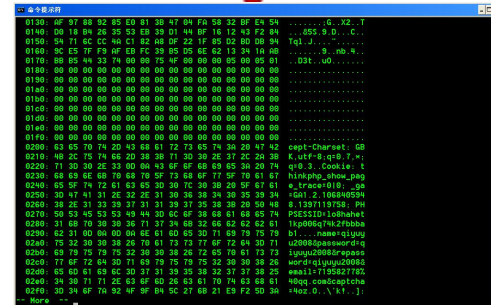 命令提示符
0130: AF 97 88 92 85 E0 81 3B 47 04 FA 58 32 BF E4 54 .......;G..X2..T
0140: D0 18 B4 26 35 53 EB 39 D1 44 BF 16 12 43 F2 84 ...&5S.9.D...C..
0150: 54 71 6C CC 4A C1 82 A8 DF 22 1F 85 D2 BD DB 94 Tql.J...."......
0160: 9C E5 7F F9 AF EB FC 39 B5 D5 6E 62 13 34 1A AB .......9..nb.4..
0170: BB B5 44 33 74 00 00 75 4F 00 00 00 05 00 05 01 ..D3t..uO.......
0180: 00 00 00 00 00 00 00 00 00 00 00 00 00 00 00 00 ................
0190: 00 00 00 00 00 00 00 00 00 00 00 00 00 00 00 00 ................
01a0: 00 00 00 00 00 00 00 00 00 00 00 00 00 00 00 00 ................
01b0: 00 00 00 00 00 00 00 00 00 00 00 00 00 00 00 00 ................
01c0: 00 00 00 00 00 00 00 00 00 00 00 00 00 00 00 00 ................
01d0: 00 00 00 00 00 00 00 00 00 00 00 00 00 00 00 00 ................
01e0: 00 00 00 00 00 00 00 00 00 00 00 00 00 00 00 00 ................
01f0: 00 00 00 00 00 00 00 00 00 00 00 00 00 00 00 00 ................
0200: 63 65 70 74 2D 43 68 61 72 73 65 74 3A 20 47 42 cept-Charset: GB
0210: 4B 2C 75 74 66 2D 38 3B 71 3D 30 2E 37 2C 2A 3B K,utf-8;q=0.7,*;
0220: 71 3D 30 2E 33 0D 0A 43 6F 6F 6B 69 65 3A 20 74 q=0.3..Cookie: t
0230: 68 69 6E 6B 70 68 70 5F 73 68 6F 77 5F 70 61 67 hinkphp_show_pag
0240: 65 5F 74 72 61 63 65 3D 30 7C 30 3B 20 5F 67 61 e_trace=0|0; _ga
0250: 3D 47 41 31 2E 32 2E 31 30 36 38 34 30 35 39 34 =GA1.2.106840594
0260: 38 2E 31 33 39 37 31 31 39 37 35 38 3B 20 50 48 8.1397119758; PH
0270: 50 53 45 53 53 49 44 3D 6C 6F 38 68 61 68 65 74 PSESSID=lo8hahet
0280: 31 6B 70 30 30 36 71 37 34 6B 32 66 62 62 62 61 1kp006q74k2fbbba
0290: 62 31 0D 0A 0D 0A 6E 61 6D 65 3D 71 69 79 75 79 b1....name=qiyuy
02a0: 75 32 30 30 38 26 70 61 73 73 77 6F 72 64 3D 71 u2008&password=q
02b0: 69 79 75 79 75 32 30 30 38 26 72 65 70 61 73 73 iyuyu2008&repass
02c0: 77 6F 72 64 3D 71 69 79 75 79 75 32 30 30 38 26 word=qiyuyu2008&
02d0: 65 6D 61 69 6C 3D 37 31 39 35 38 32 37 37 38 25 email=719582778%
02e0: 34 30 71 71 2E 63 6F 6D 26 63 61 70 74 63 68 61 40qq.com&captcha
02f0: 3D 34 6F 7A 92 4F 9F B4 5C 27 6B 21 E9 F2 5D 3A =4oz.O..\'k!..]:
-- More --